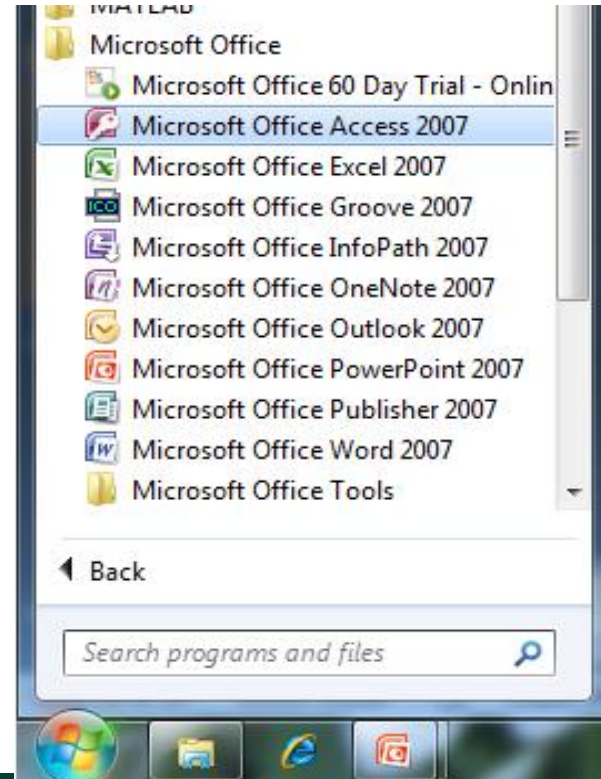 MATLAB
Microsoft Office
Microsoft Office 60 Day Trial - Onlin
Microsoft Office Access 2007
Microsoft Office Excel 2007
ICO Microsoft Office Groove 2007
Microsoft Office InfoPath 2007
Microsoft Office OneNote 2007
Microsoft Office Outlook 2007
Microsoft Office PowerPoint 2007
Microsoft Office Publisher 2007
Microsoft Office Word 2007
Microsoft Office Tools
Back
Search programs and files